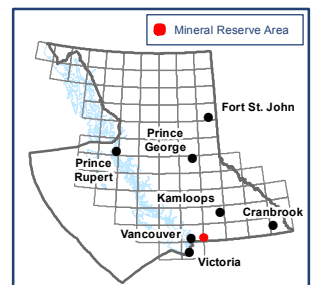 Mineral Reserve Area
Fort St. John
Prince
George
Prince
Rupert
Kamloops
Cranbrook
Vancouver
Victoria